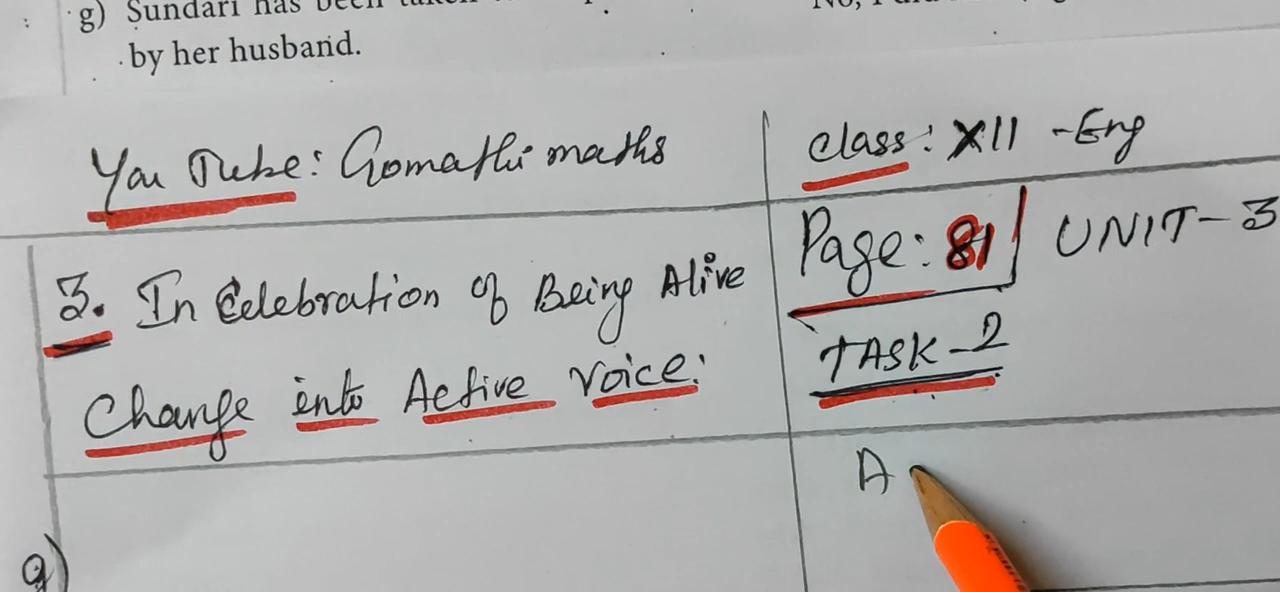 g) Sundari has been
by her husband.
No, I
You Tube: Gomathi maths
class: XII -Eng
Page: 81 UNIT-3
3. In Celebration of Being Alive
TASK-2
Change into Active Voice:
A
g)